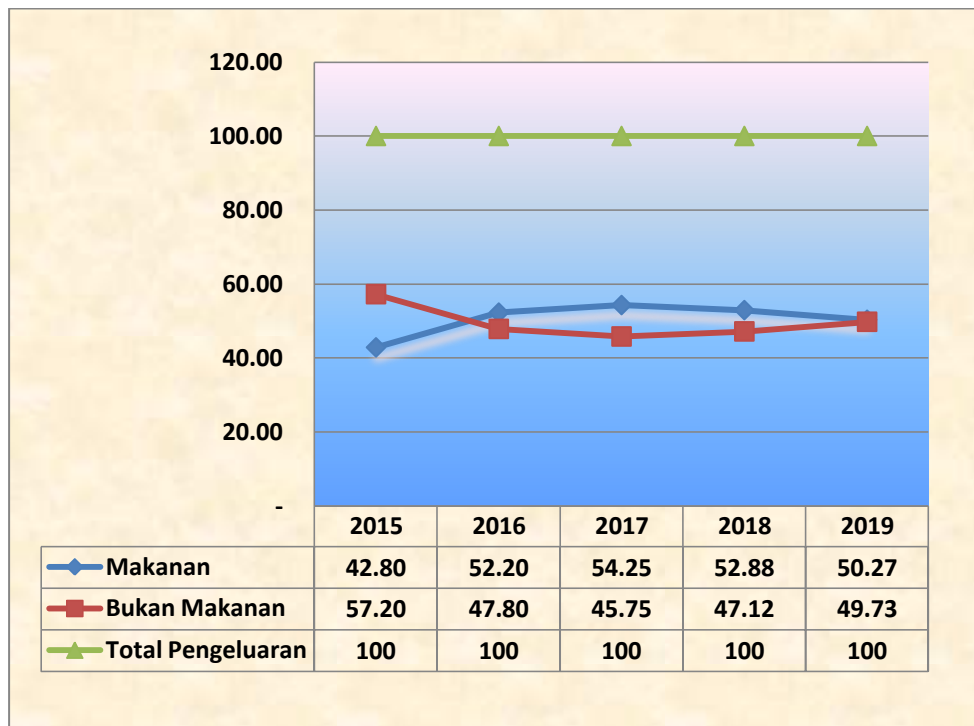 120.00
100.00
80.00
60.00
40.00
20.00
-
2015 2016 2017 2018 2019
Makanan 42.80 52.20 54.25 52.88 50.27
Bukan Makanan 57.20 47.80 45.75 47.12 49.73
Total Pengeluaran 100 100 100 100 100